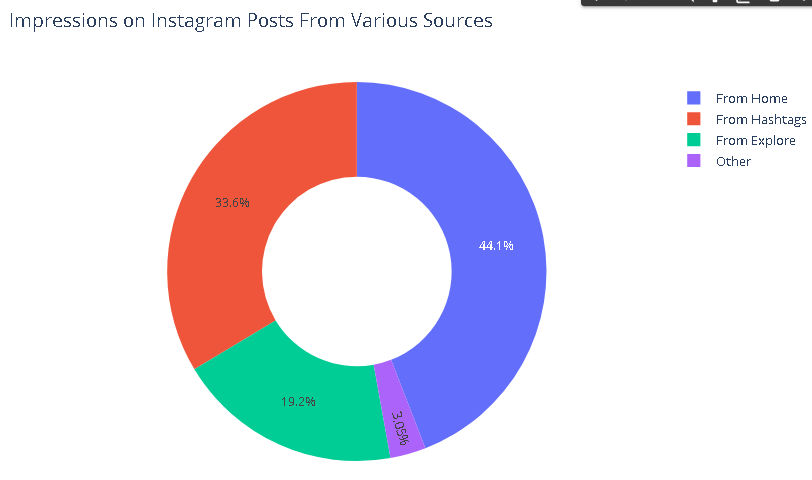 Impressions on Instagram Posts From Various Sources
From Home
From Hashtags
From Explore
Other
33.6%
44.1%
19.2%
3.05%